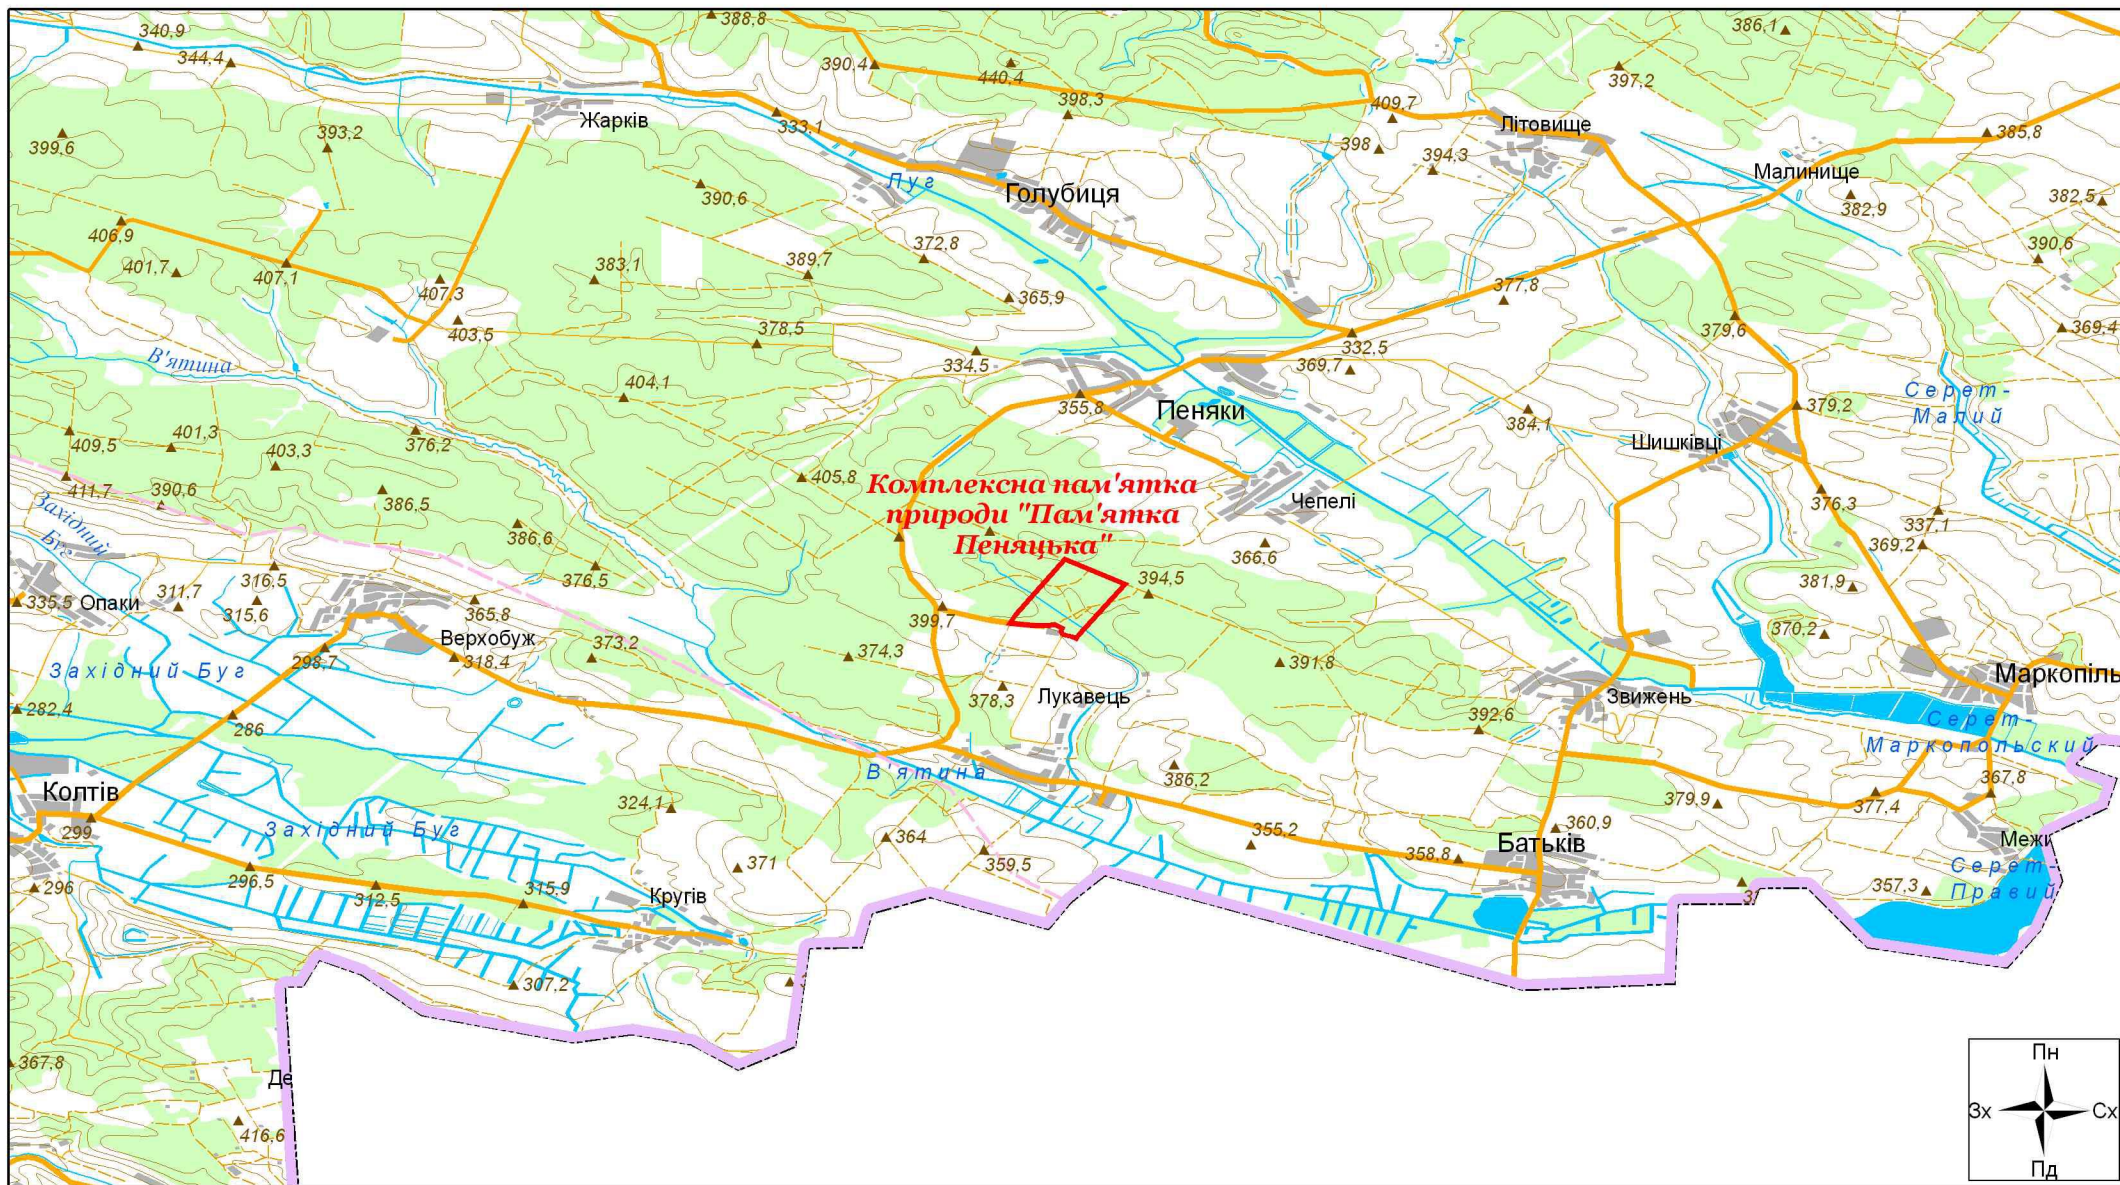 388,8
386,1
340,9
344,4
390,4
440,4
397,2
398,3
409,7
Жарків
333,1
Літовище
385,8
399,6
393,2
398
394,3
Малинище
Луг
Голубиця
390,6
382,9
382,5
406,9
372,8
390,6
401,7
407,1
407,3
383,1
389,7
365,9
377,8
403,5
378,5
379,6
369,4
332,5
В'ятина
334,5
369,7
404,1
355,8
Пеняки
384,1
379,2
Серет-
Малий
409,5
401,3
376,2
Шишківці
403,3
405,8
411,7
390,6
386,5
Комплексна пам'ятка
природи "Пам'ятка
Пеняцька"
Чепелі
376,3
337,1
Західний
Буг
386,6
366,6
369,2
316,5
376,5
394,5
381,9
335,5
Опаки
311,7
315,6
365,8
399,7
370,2
Верхобуж
298,7
318,4
373,2
374,3
391,8
Західний Буг
378,3
Лукавець
Звижень
Маркопіль
282,4
286
392,6
Серет-
Маркопольский
В'ятина
386,2
367,8
Колтів
324,1
379,9
377,4
299
Західний Буг
364
355,2
360,9
Батьків
Межи
358,8
359,5
371
296,5
Серет-
Правий
296
312,5
315,9
Кругів
357,3
307,2
367,8
Де
416,6
Пн
Зх
Сх
Пд